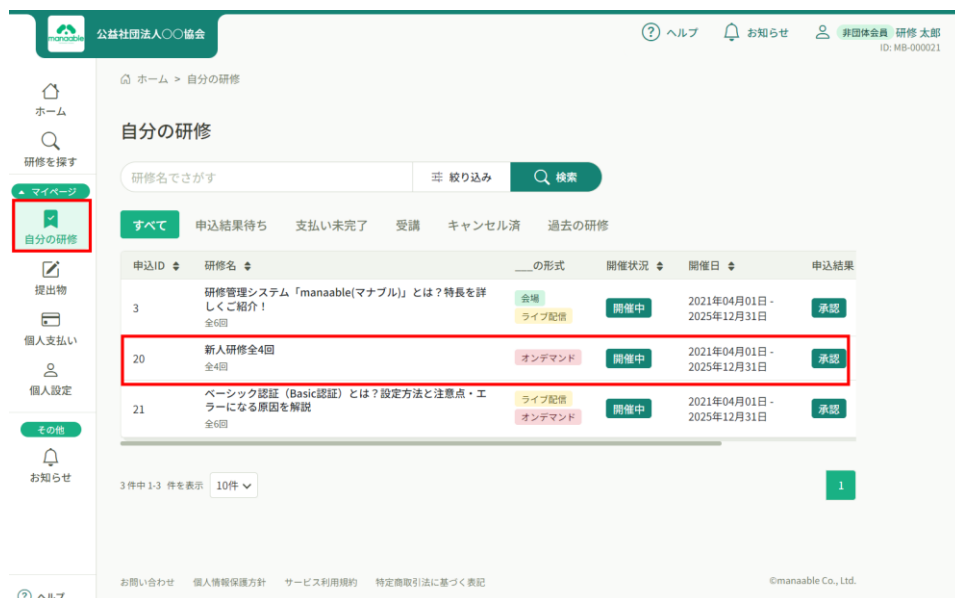 manaable
公益社団法人○○協会
? ヘルプ
お知らせ
非団体会員 研修 太郎
ID: MB-000021
ホーム
研修を探す
マイページ
自分の研修
提出物
個人支払い
個人設定
その他
お知らせ
? ヘルプ
ホーム > 自分の研修
自分の研修
研修名でさがす
絞り込み
検索
すべて 申込結果待ち 支払い未完了 受講 キャンセル済 過去の研修
申込ID 研修名 ___の形式 開催状況 開催日 申込結果
3
研修管理システム「manaable(マナブル)」とは？特長を詳
しくご紹介！
全6回
会場
ライブ配信
開催中
2021年04月01日 -
2025年12月31日
承認
20
新人研修全4回
全4回
オンデマンド
開催中
2021年04月01日 -
2025年12月31日
承認
21
ベーシック認証（Basic認証）とは？設定方法と注意点・エ
ラーになる原因を解説
全6回
ライブ配信
オンデマンド
開催中
2021年04月01日 -
2025年12月31日
承認
3 件中 1-3 件を表示 10件
1
お問い合わせ 個人情報保護方針 サービス利用規約 特定商取引法に基づく表記
©manaable Co., Ltd.